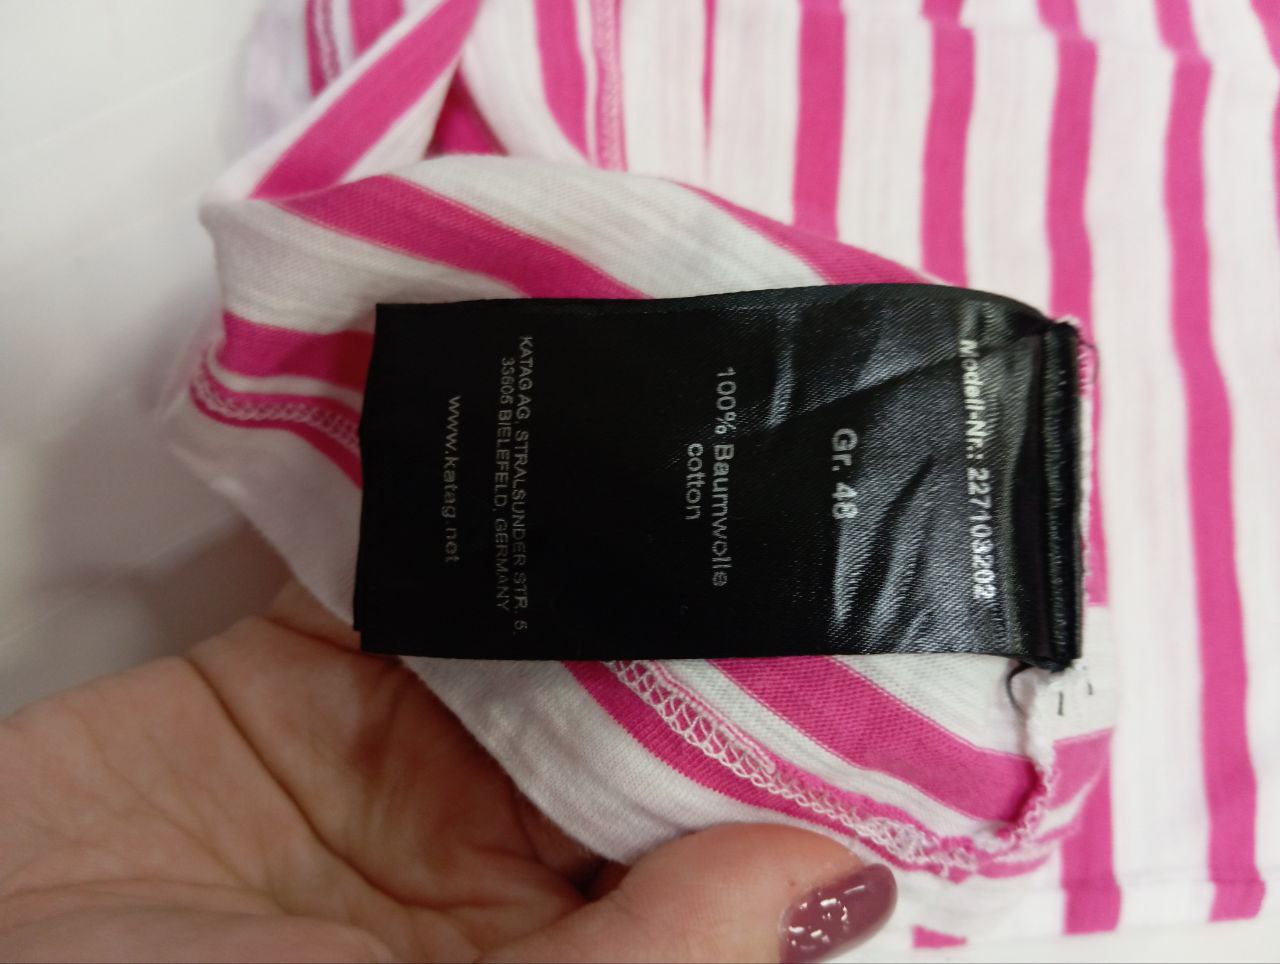 Modell-Nr.: 227103202
Gr. 48
100% Baumwolle
cotton
KATAG AG, STRALSUNDER STR. 5,
33605 BIELEFELD, GERMANY
www.katag.net